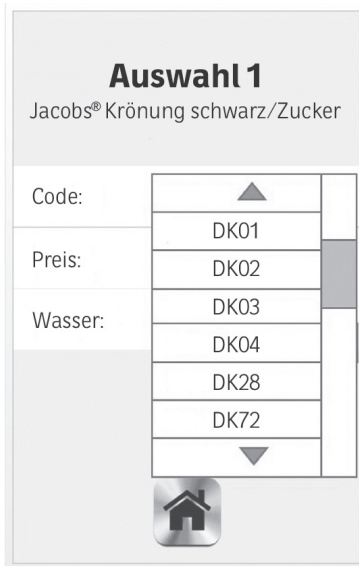 Auswahl 1
Jacobs® Krönung schwarz/Zucker
Code:
DK01
Preis:
DK02
DK03
Wasser:
DK04
DK28
DK72